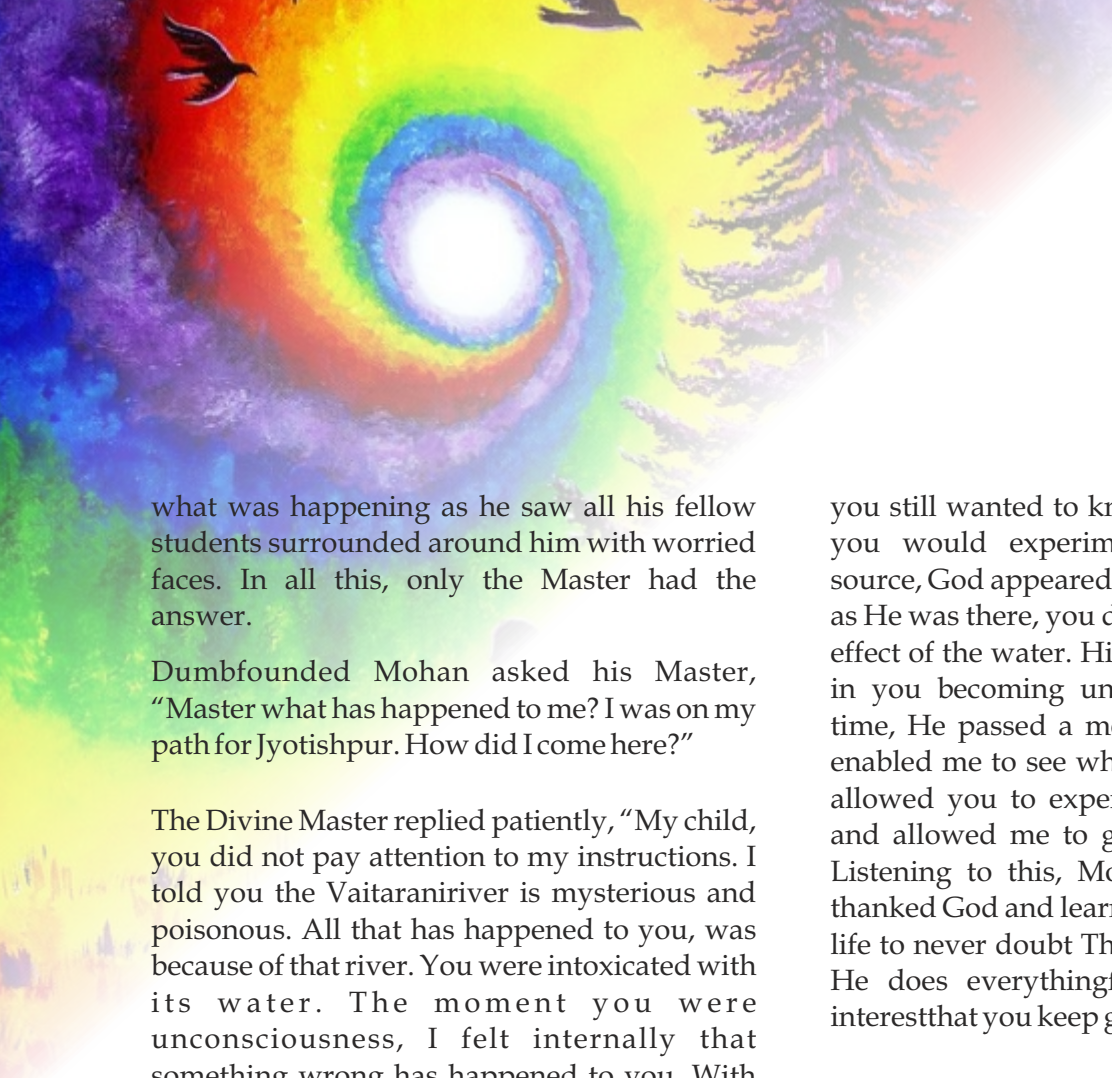 what was happening as he saw all his fellow
students surrounded around him with worried
faces. In all this, only the Master had the
answer.
Dumbfounded Mohan asked his Master,
“Master what has happened to me? I was on my
path for Jyotishpur. How did I come here?”
The Divine Master replied patiently, “My child,
you did not pay attention to my instructions. I
told you the Vaitaraniriver is mysterious and
poisonous. All that has happened to you, was
because of that river. You were intoxicated with
its water. The moment you were
unconsciousness, I felt internally that
something wrong has happened to you. With
you still wanted to
you would
source, God appeared
as He was there, you
effect of the water.
in you becoming
time, He passed a
enabled me to see
allowed you to
and allowed me to
Listening to this,
thanked God and
life to never doubt
He does
interestthat you keep